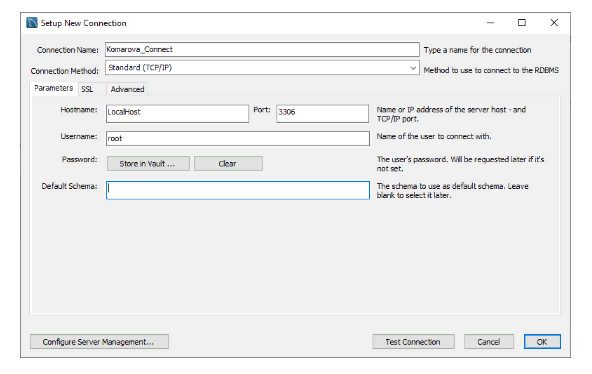 Setup New Connection
Connection Name: Komarova_Connect Type a name for the connection
Connection Method: Standard (TCP/IP) Method to use to connect to the RDBMS
Parameters SSL Advanced
Hostname: LocalHost Port: 3306 Name or IP address of the server host - and
TCP/IP port.
Username: root Name of the user to connect with.
Password: Store in Vault ... Clear The user's password. Will be requested later if it's
not set.
Default Schema: The schema to use as default schema. Leave
blank to select it later.
Configure Server Management... Test Connection Cancel OK